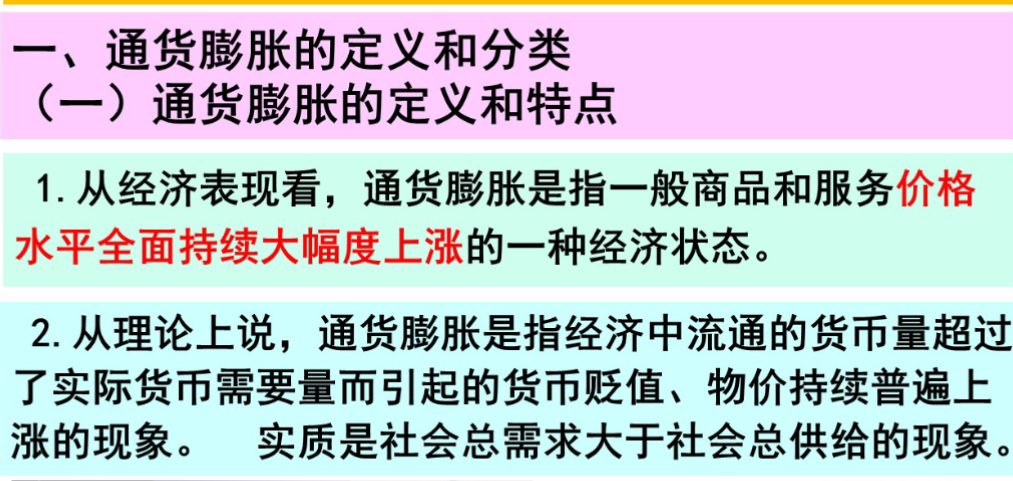 一、通货膨胀的定义和分类
（一）通货膨胀的定义和特点
1.从经济表现看，通货膨胀是指一般商品和服务价格
水平全面持续大幅度上涨的一种经济状态。
2.从理论上说，通货膨胀是指经济中流通的货币量超过
了实际货币需要量而引起的货币贬值、物价持续普遍上
涨的现象。 实质是社会总需求大于社会总供给的现象。